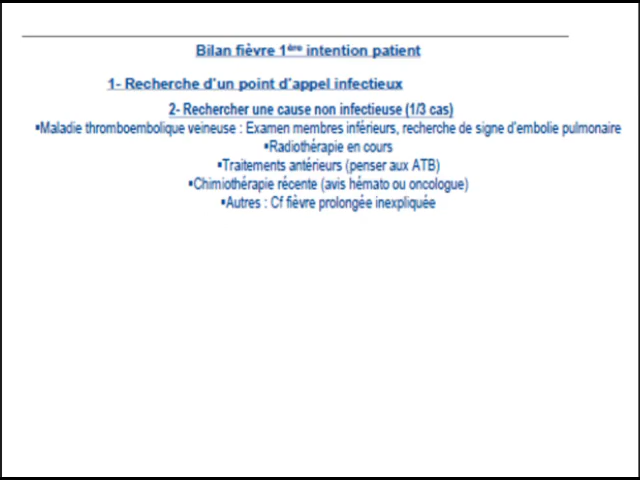 Bilan fièvre 1ère intention patient
1- Recherche d'un point d'appel infectieux
2- Rechercher une cause non infectieuse (1/3 cas)
▪Maladie thromboembolique veineuse : Examen membres inférieurs, recherche de signe d'embolie pulmonaire
▪Radiothérapie en cours
▪Traitements antérieurs (penser aux ATB)
▪Chimiothérapie récente (avis hémato ou oncologue)
▪Autres : Cf fièvre prolongée inexpliquée